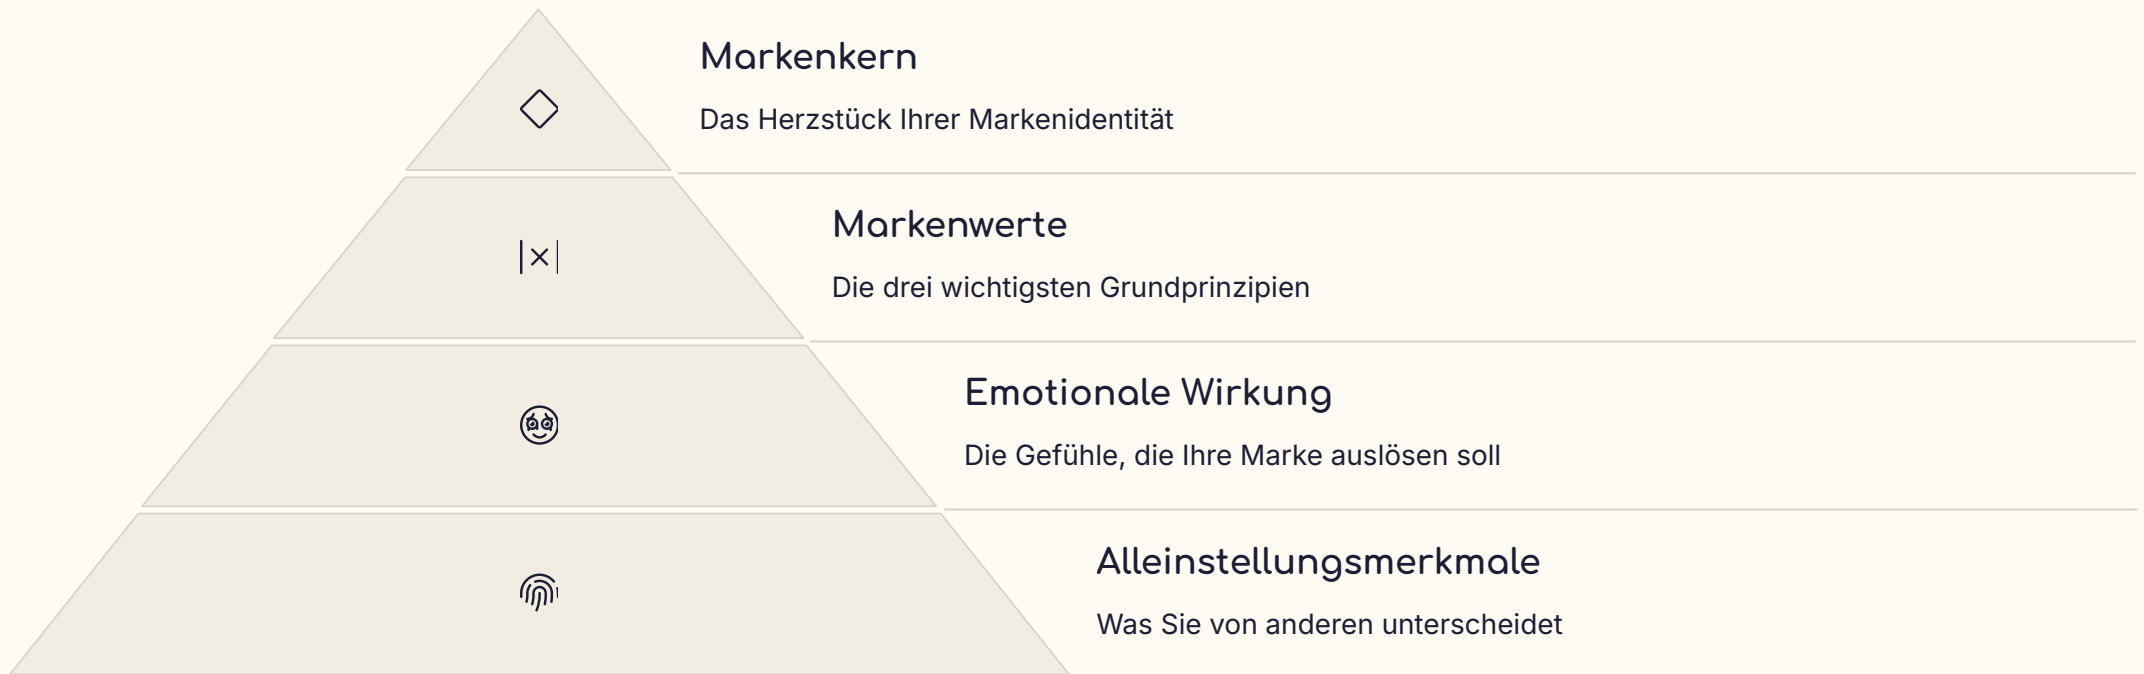 Markenkern
Das Herzstück Ihrer Markenidentität
Markenwerte
Die drei wichtigsten Grundprinzipien
Emotionale Wirkung
Die Gefühle, die Ihre Marke auslösen soll
Alleinstellungsmerkmale
Was Sie von anderen unterscheidet